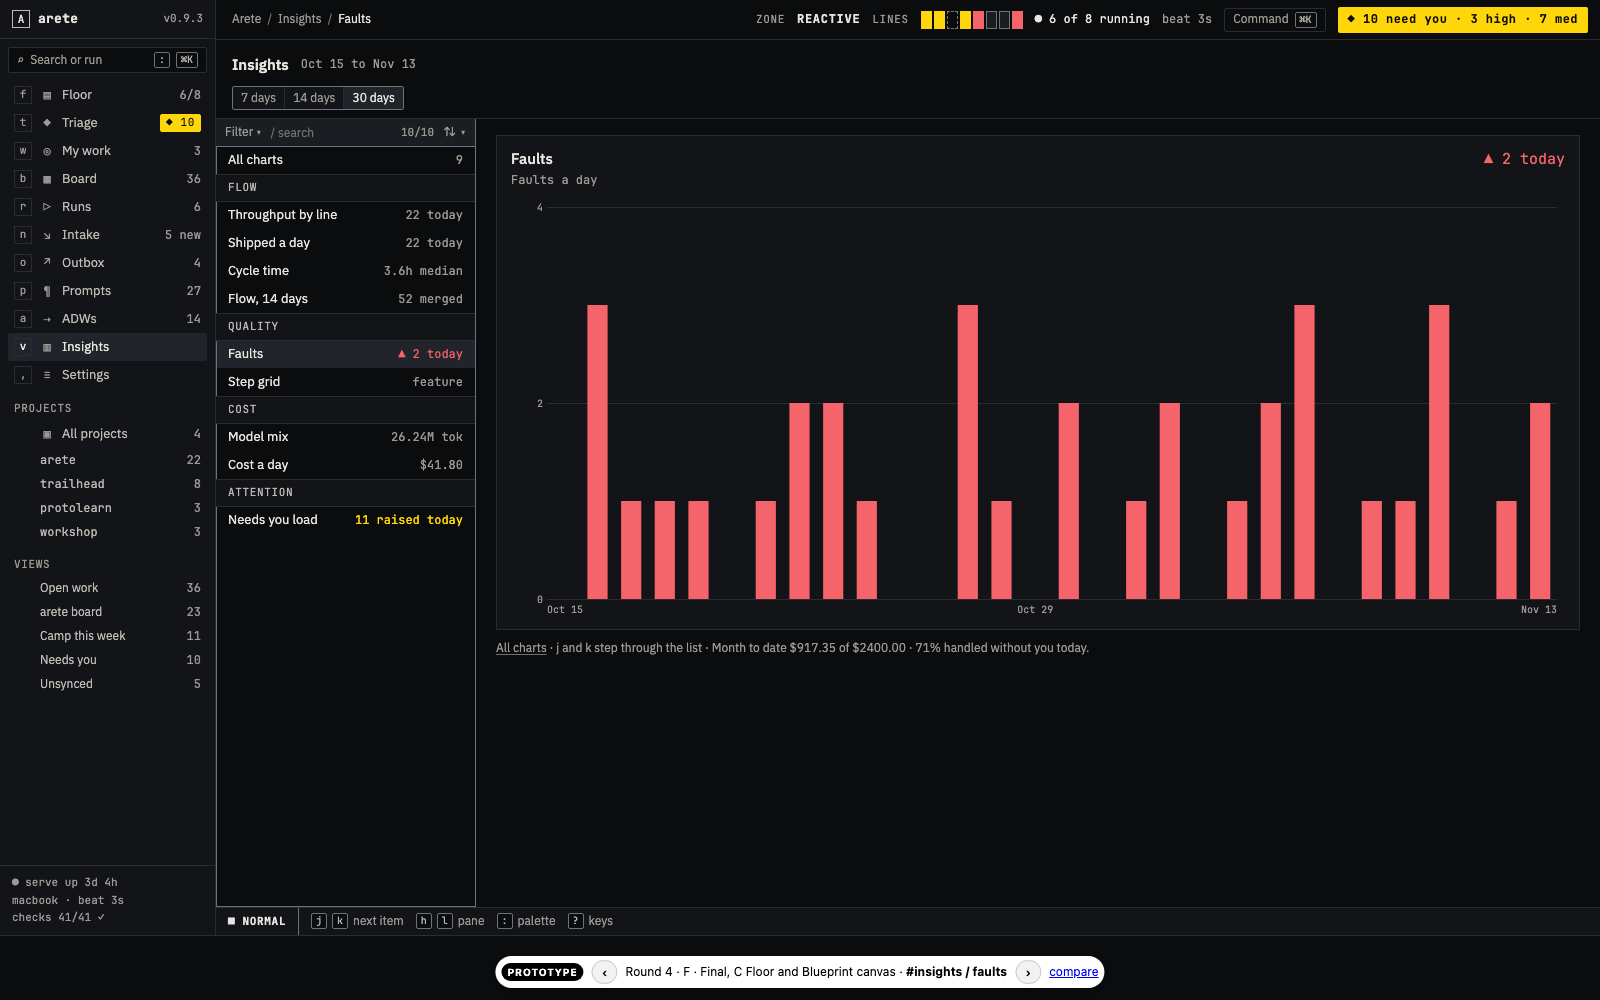 A arete v0.9.3
Arete / Insights / Faults
ZONE REACTIVE LINES 6 of 8 running beat 3s Command ⌘K ◆ 10 need you · 3 high · 7 med
Search or run : ⌘K
f Floor 6/8
t ◆ Triage ◆ 10
w My work 3
b Board 36
r Runs 6
n Intake 5 new
o Outbox 4
p ¶ Prompts 27
a ADWs 14
v Insights
, Settings
PROJECTS
All projects 4
arete 22
trailhead 8
protolearn 3
workshop 3
VIEWS
Open work 36
arete board 23
Camp this week 11
Needs you 10
Unsynced 5
● serve up 3d 4h
macbook · beat 3s
checks 41/41 ✓
Insights Oct 15 to Nov 13
7 days 14 days 30 days
Filter ▾ / search 10/10 ▾
All charts 9
FLOW
Throughput by line 22 today
Shipped a day 22 today
Cycle time 3.6h median
Flow, 14 days 52 merged
QUALITY
Faults ▲ 2 today
Step grid feature
COST
Model mix 26.24M tok
Cost a day $41.80
ATTENTION
Needs you load 11 raised today
Faults ▲ 2 today
Faults a day
4
2
0
Oct 15 Oct 29 Nov 13
All charts · j and k step through the list · Month to date $917.35 of $2400.00 · 71% handled without you today.
■ NORMAL j k next item h l pane : palette ? keys
PROTOTYPE ‹ Round 4 · F · Final, C Floor and Blueprint canvas · #insights / faults › compare